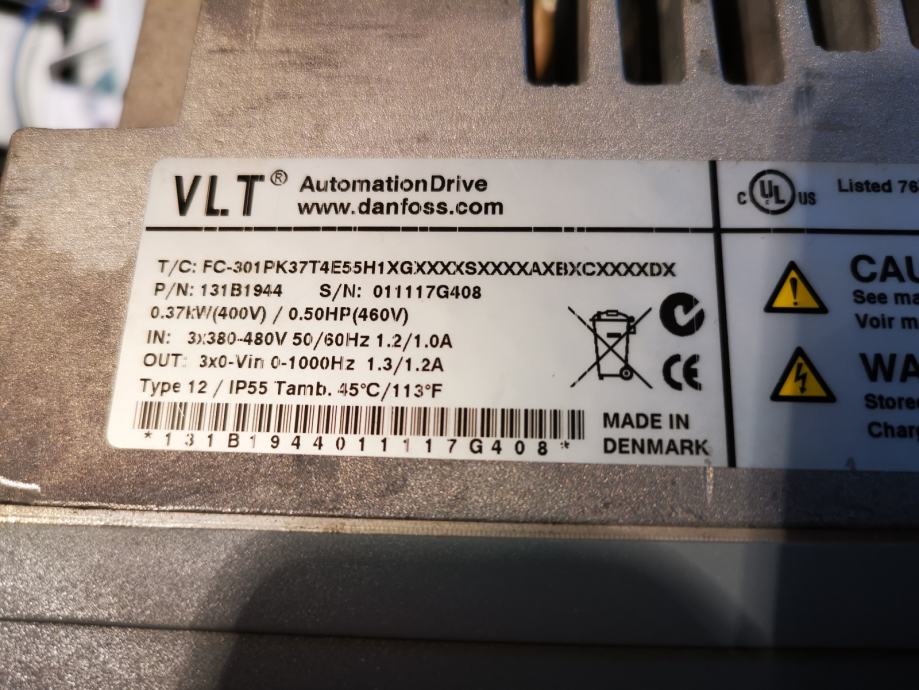 VLT® AutomationDrive
www.danfoss.com
T/C: FC-301PK37T4E55H1XGXXXXSXXXXAXBXCXXXXDX
P/N: 131B1944 S/N: 011117G408
0.37kW(400V) / 0.50HP(460V)
IN: 3x380-480V 50/60Hz 1.2/1.0A
OUT: 3x0-Vin 0-1000Hz 1.3/1.2A
Type 12 / IP55 Tamb. 45°C/113°F
*131B1944011117G408*
MADE IN
DENMARK
CE
c UL US
Listed 76
CAU
See ma
Voir m
WA
Stored
Charg